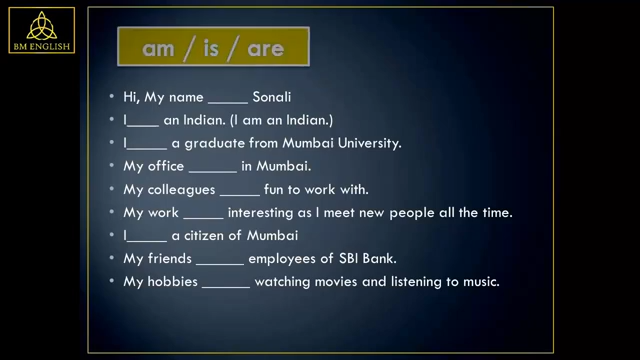 BM ENGLISH
am / is / are
• Hi, My name _____ Sonali
• I____ an Indian. (I am an Indian.)
• I_____ a graduate from Mumbai University.
• My office ______ in Mumbai.
• My colleagues _____ fun to work with.
• My work _____ interesting as I meet new people all the time.
• I_____ a citizen of Mumbai
• My friends ______ employees of SBI Bank.
• My hobbies ______ watching movies and listening to music.